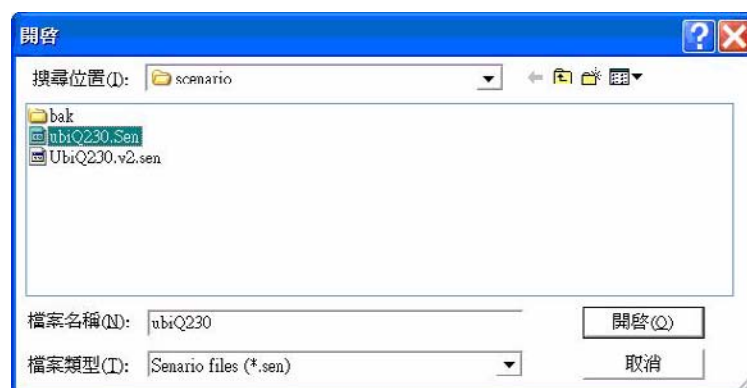 開啓
搜尋位置(I): scenario
bak
ubiQ230.Sen
UbiQ230.v2.sen
檔案名稱(N): ubiQ230 開啓(O)
檔案類型(T): Senario files (*.sen) 取消